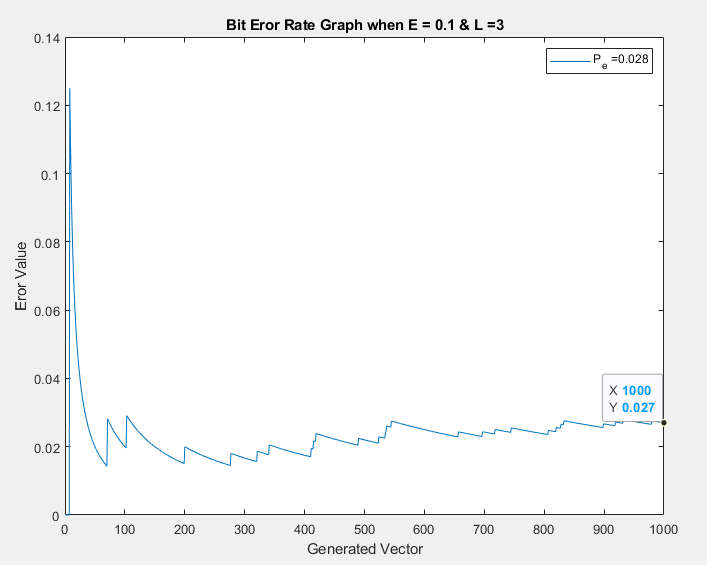 Bit Eror Rate Graph when E = 0.1 & L =3
P_e =0.028
0.14
0.12
0.1
0.08
0.06
0.04
0.02
0
Eror Value
X 1000
Y 0.027
0 100 200 300 400 500 600 700 800 900 1000
Generated Vector